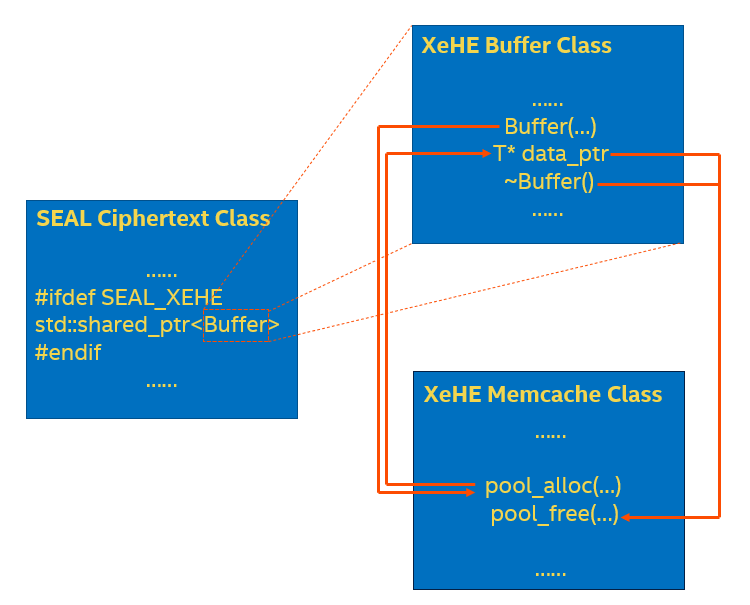 XeHE Buffer Class
......
Buffer(...)
T* data_ptr
~Buffer()
......
SEAL Ciphertext Class
......
#ifdef SEAL_XEHE
std::shared_ptr<Buffer>
#endif
......
XeHE Memcache Class
......
pool_alloc(...)
pool_free(...)
......